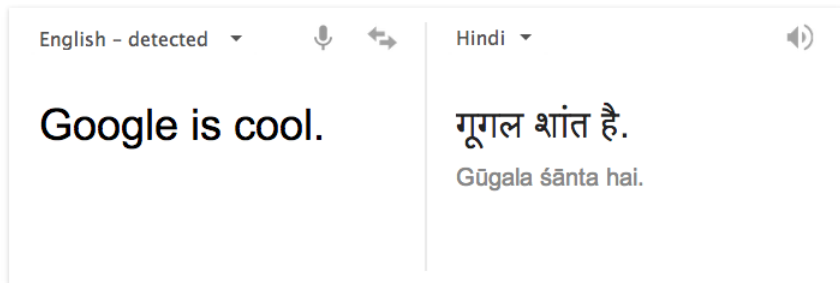 English – detected
Hindi
Google is cool.
गूगल शांत है.
Gūgala śānta hai.